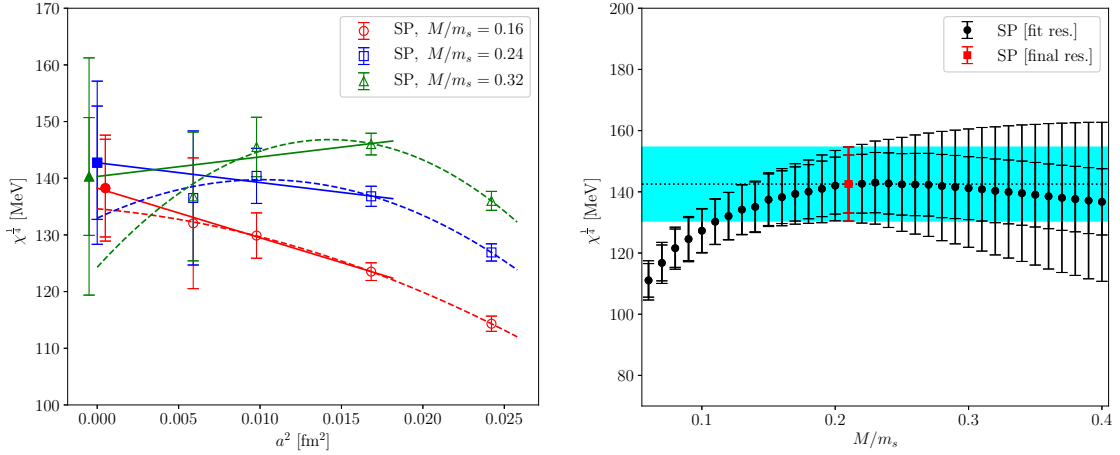 170
160
150
140
130
120
110
100
χ^{1/4} [MeV]
0.000 0.005 0.010 0.015 0.020 0.025
a² [fm²]
SP, M/m_s = 0.16
SP, M/m_s = 0.24
SP, M/m_s = 0.32
200
180
160
140
120
100
80
χ^{1/4} [MeV]
0.1 0.2 0.3 0.4
M/m_s
SP [fit res.]
SP [final res.]